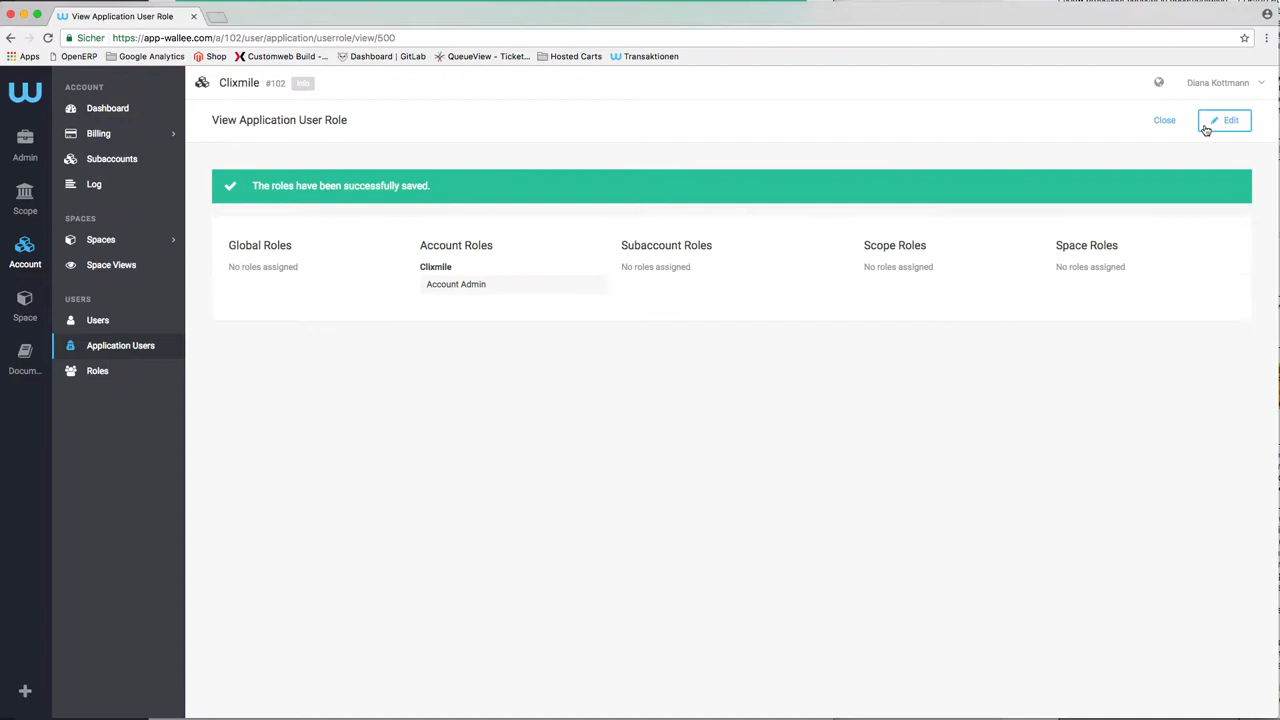 View Application User Role
Sicher https://app-wallee.com/a/102/user/application/userrole/view/500
Apps OpenERP Google Analytics Shop Customweb Build -... Dashboard | GitLab QueueView - Ticket... Hosted Carts Transaktionen
Clixmile #102 Info
Diana Kottmann
View Application User Role
Close Edit
Admin
Scope
Account
Space
Docum...
ACCOUNT
Dashboard
Billing
Subaccounts
Log
SPACES
Spaces
Space Views
USERS
Users
Application Users
Roles
The roles have been successfully saved.
Global Roles
No roles assigned
Account Roles
Clixmile
Account Admin
Subaccount Roles
No roles assigned
Scope Roles
No roles assigned
Space Roles
No roles assigned